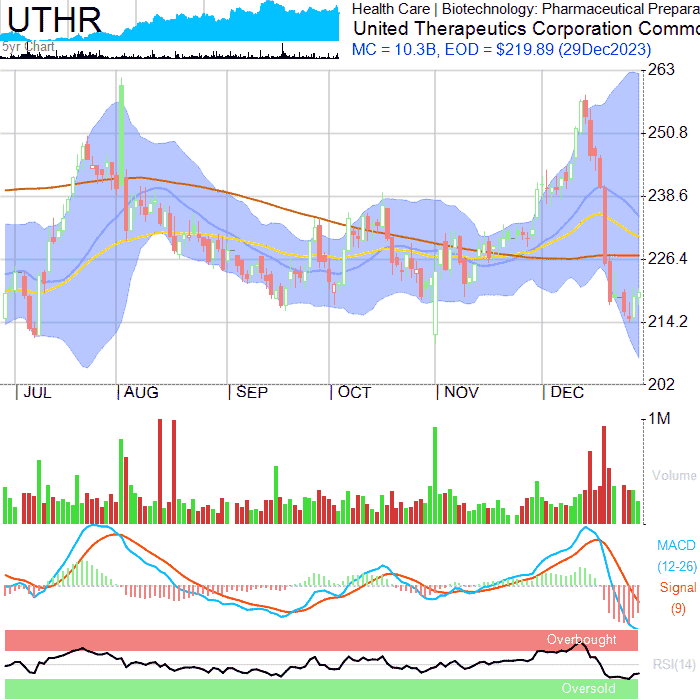 UTHR
5yr Chart
Health Care | Biotechnology: Pharmaceutical Prepara
United Therapeutics Corporation Commo
MC = 10.3B, EOD = $219.89 (29Dec2023)
263
250.8
238.6
226.4
214.2
202
JUL AUG SEP OCT NOV DEC
1M
Volume
MACD
(12-26)
Signal
(9)
Overbought
RSI(14)
Oversold